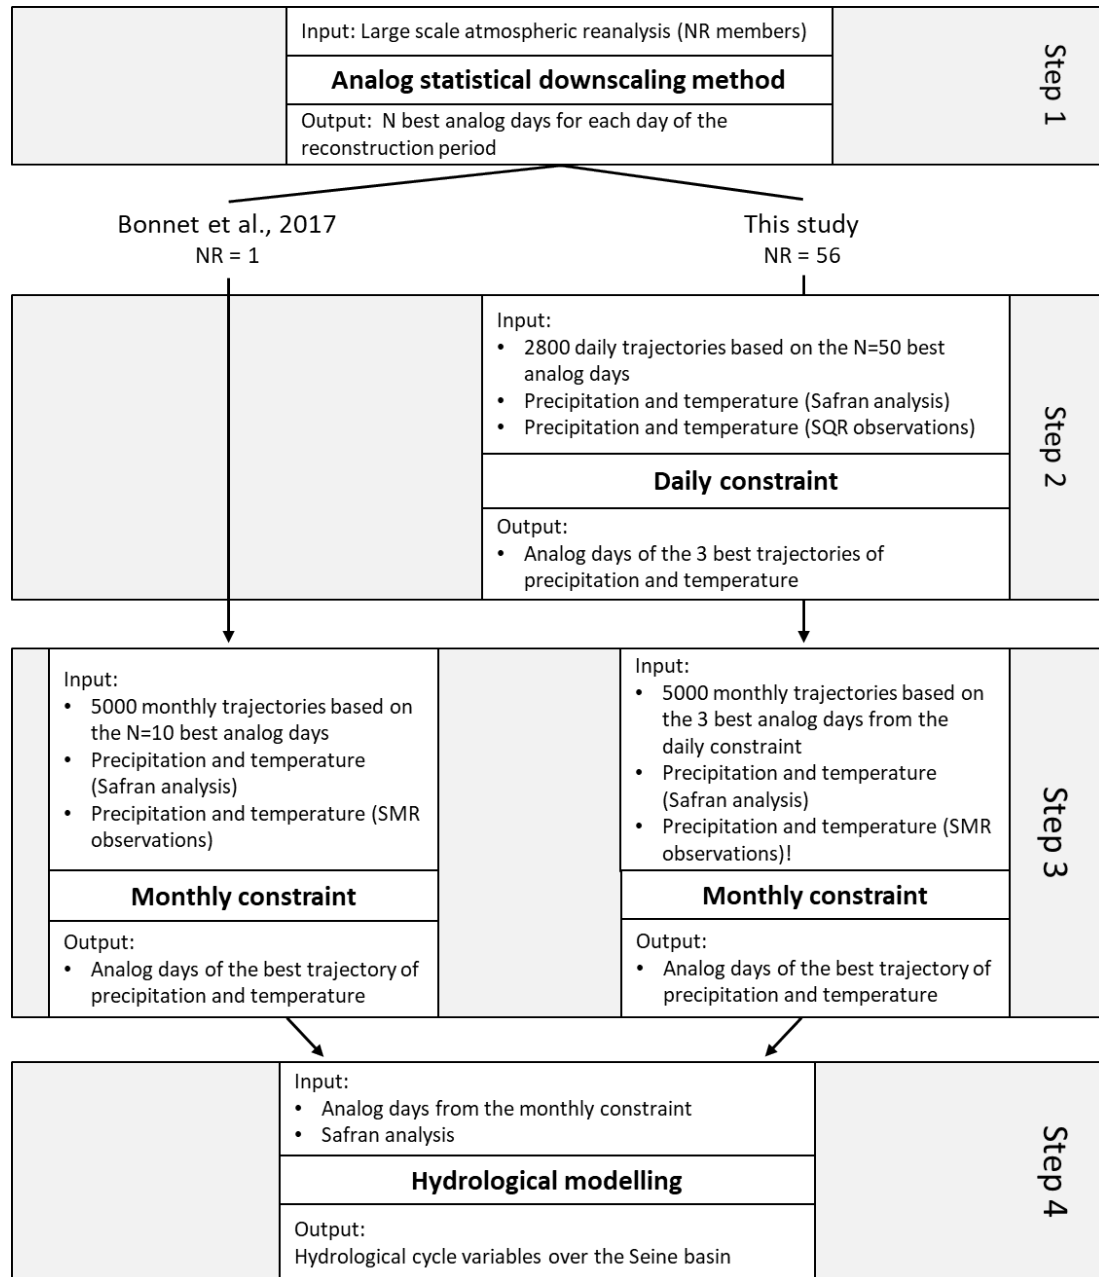 Input: Large scale atmospheric reanalysis (NR members)
Analog statistical downscaling method
Output:  N best analog days for each day of the
reconstruction period
Step 1
Bonnet et al., 2017
NR = 1
This study
NR = 56
Input:
• 2800 daily trajectories based on the N=50 best
analog days
• Precipitation and temperature (Safran analysis)
• Precipitation and temperature (SQR observations)
Daily constraint
Output:
• Analog days of the 3 best trajectories of
precipitation and temperature
Step 2
Input:
• 5000 monthly trajectories based on
the N=10 best analog days
• Precipitation and temperature
(Safran analysis)
• Precipitation and temperature (SMR
observations)
Monthly constraint
Output:
• Analog days of the best trajectory of
precipitation and temperature
Input:
• 5000 monthly trajectories based on
the 3 best analog days from the
daily constraint
• Precipitation and temperature
(Safran analysis)
• Precipitation and temperature (SMR
observations)!
Monthly constraint
Output:
• Analog days of the best trajectory of
precipitation and temperature
Step 3
Input:
• Analog days from the monthly constraint
• Safran analysis
Hydrological modelling
Output:
Hydrological cycle variables over the Seine basin
Step 4